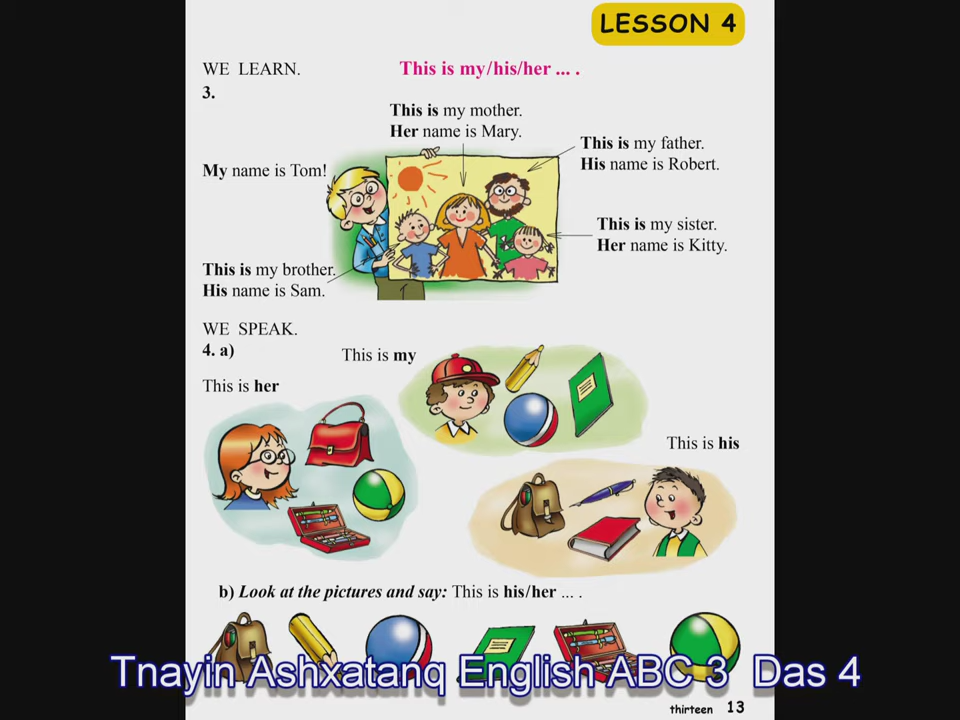 LESSON 4
WE LEARN.
This is my/his/her ... .
3.
This is my mother.
Her name is Mary.
This is my father.
His name is Robert.
My name is Tom!
This is my sister.
Her name is Kitty.
This is my brother.
His name is Sam.
WE SPEAK.
4. a)
This is my
This is her
This is his
b) Look at the pictures and say: This is his/her ... .
Tnayin Ashxatanq English ABC 3 Das 4
thirteen 13